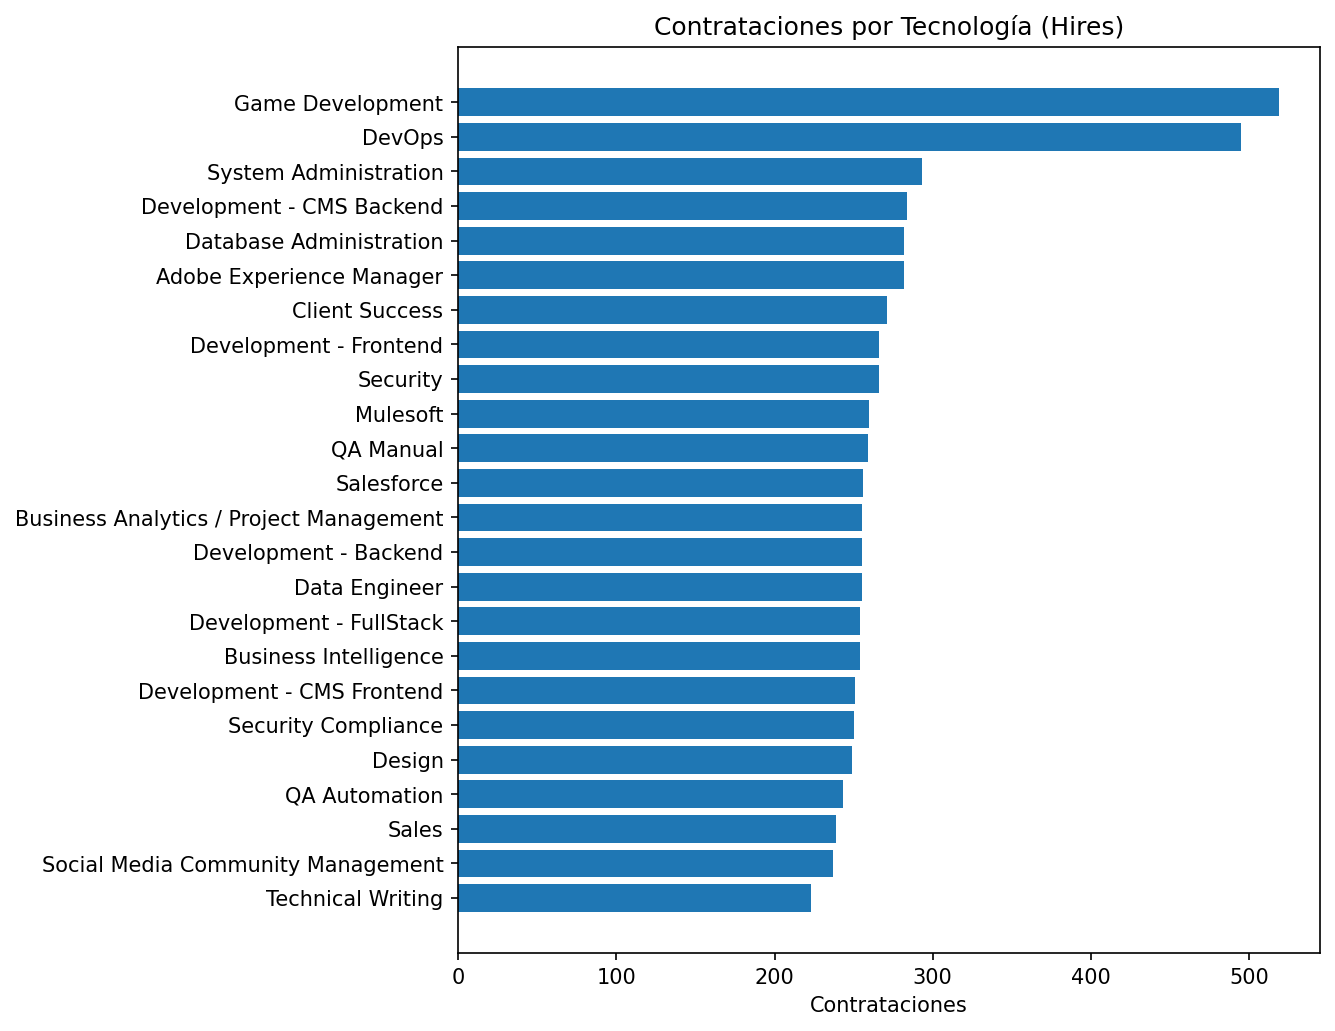 Contrataciones por Tecnología (Hires)
Game Development
DevOps
System Administration
Development - CMS Backend
Database Administration
Adobe Experience Manager
Client Success
Development - Frontend
Security
Mulesoft
QA Manual
Salesforce
Business Analytics / Project Management
Development - Backend
Data Engineer
Development - FullStack
Business Intelligence
Development - CMS Frontend
Security Compliance
Design
QA Automation
Sales
Social Media Community Management
Technical Writing
0 100 200 300 400 500
Contrataciones